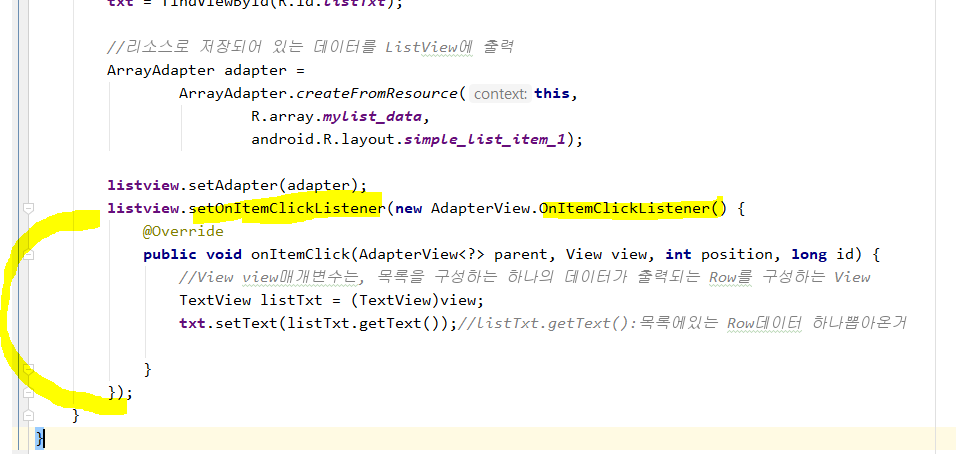 txt = findViewById(R.id.listTxt);
//리소스로 저장되어 있는 데이터를 ListView에 출력
ArrayAdapter adapter =
ArrayAdapter.createFromResource( context: this,
R.array.mylist_data,
android.R.layout.simple_list_item_1);
listview.setAdapter(adapter);
listview.setOnItemClickListener(new AdapterView.OnItemClickListener() {
@Override
public void onItemClick(AdapterView<?> parent, View view, int position, long id) {
//View view매개변수는, 목록을 구성하는 하나의 데이터가 출력되는 Row를 구성하는 View
TextView listTxt = (TextView)view;
txt.setText(listTxt.getText());//listTxt.getText():목록에있는 Row데이터 하나뽑아온거
}
});
}
}